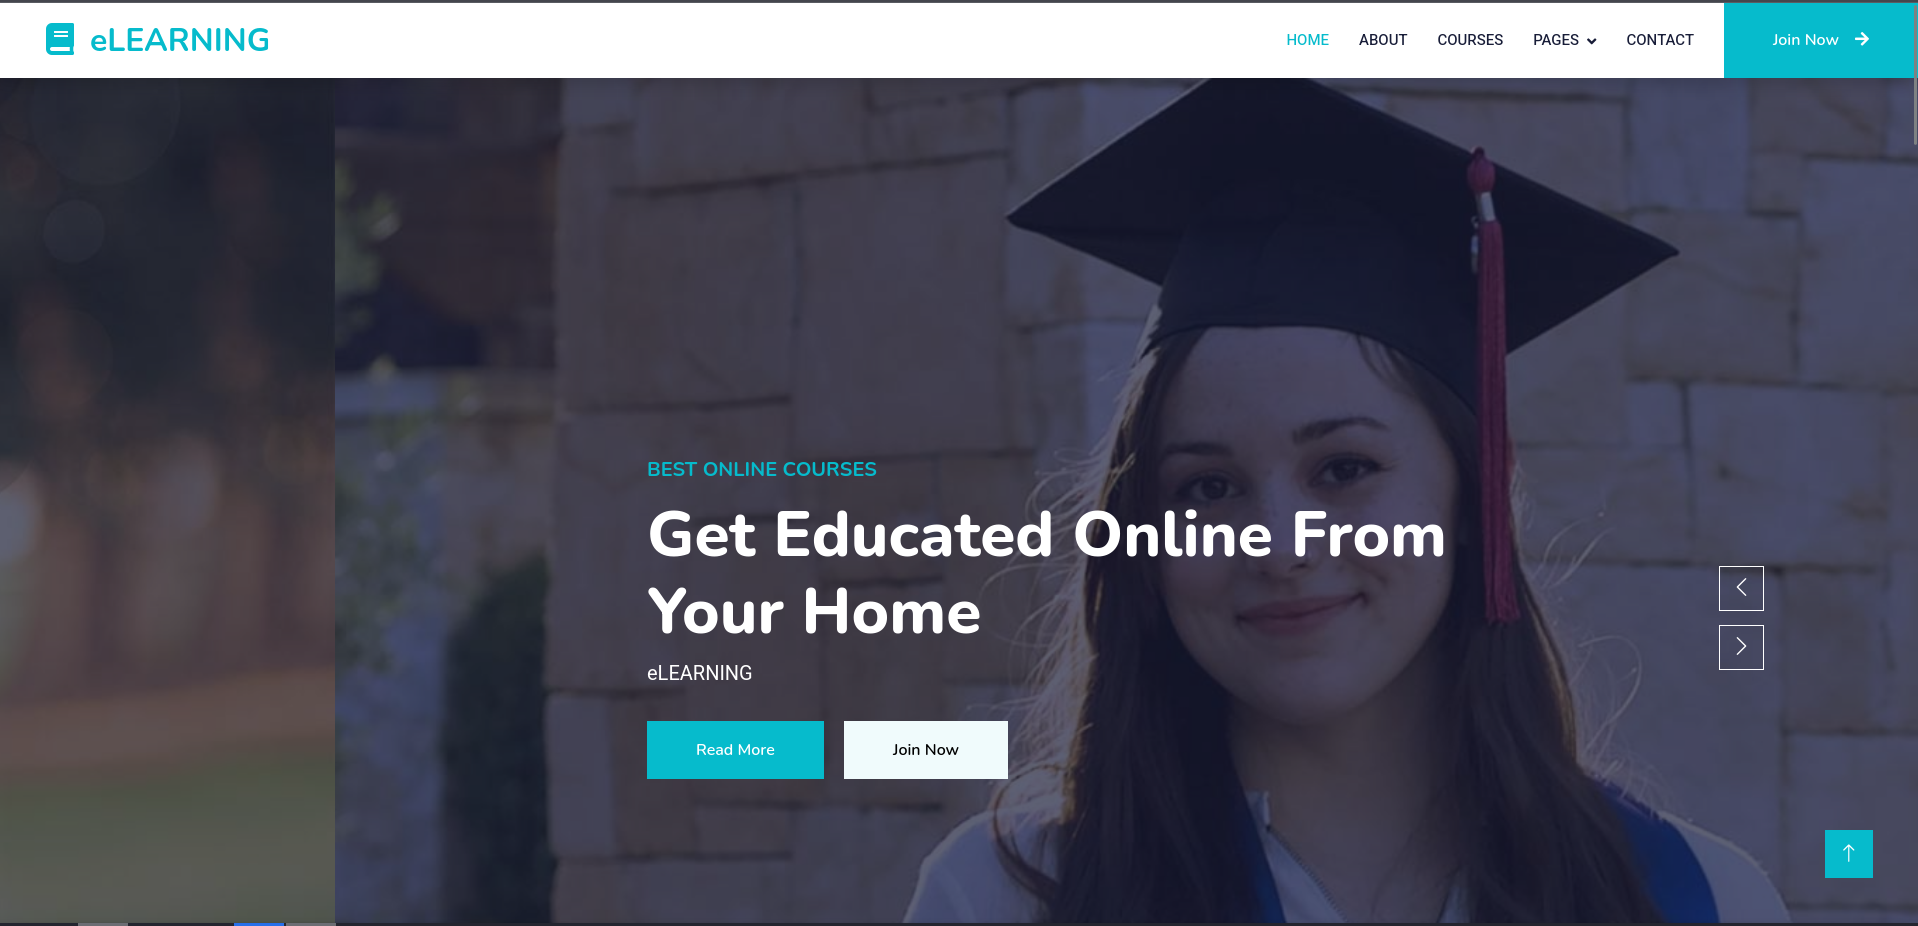 eLEARNING
HOME
ABOUT
COURSES
PAGES
CONTACT
Join Now
BEST ONLINE COURSES
Get Educated Online From
Your Home
eLEARNING
Read More
Join Now